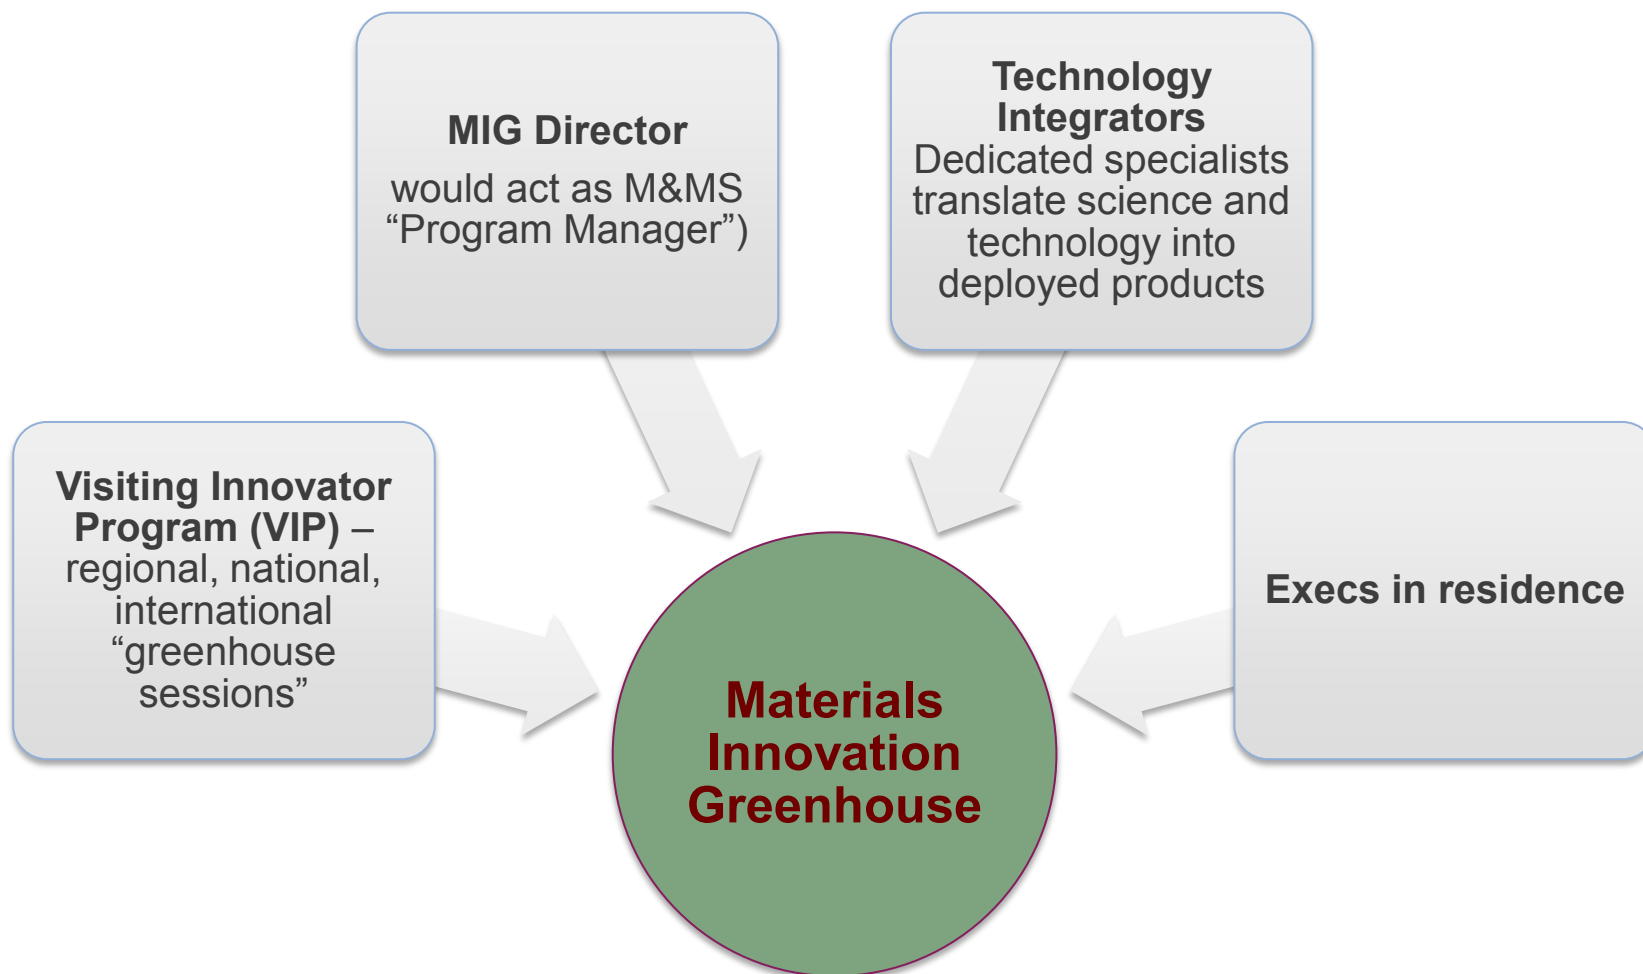 MIG Director
would act as M&MS
“Program Manager”)
Technology
Integrators
Dedicated specialists
translate science and
technology into
deployed products
Visiting Innovator
Program (VIP) –
regional, national,
international
“greenhouse
sessions”
Execs in residence
Materials
Innovation
Greenhouse